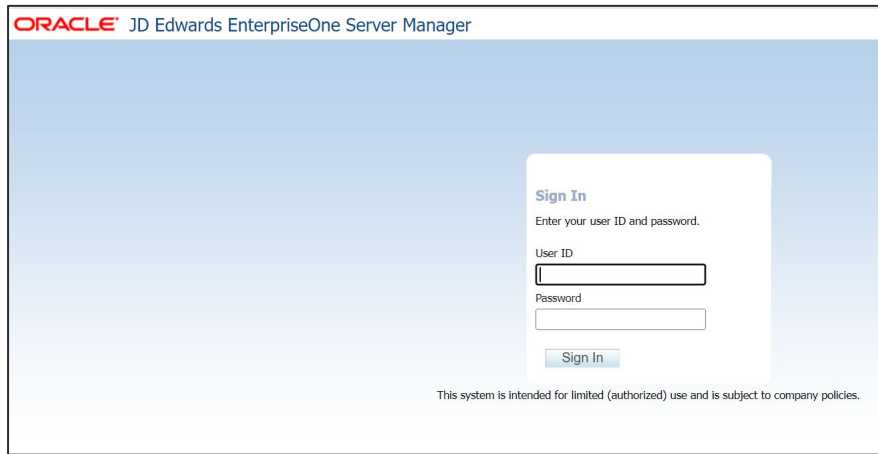 ORACLE JD Edwards EnterpriseOne Server Manager
Sign In
Enter your user ID and password.
User ID
Password
Sign In
This system is intended for limited (authorized) use and is subject to company policies.